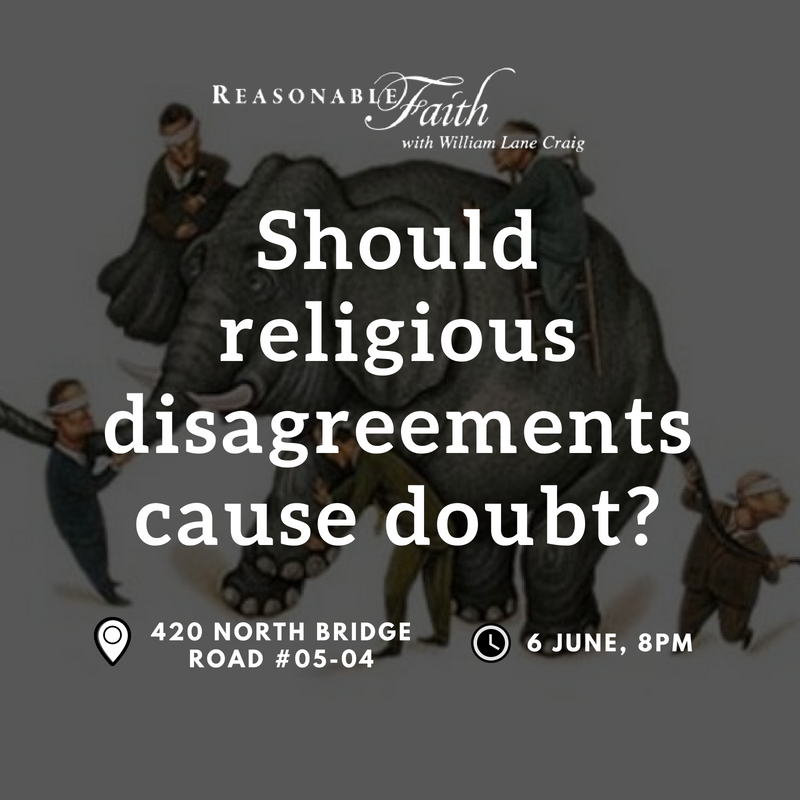 REASONABLE Faith
with William Lane Craig
Should
religious
disagreements
cause doubt?
420 NORTH BRIDGE
ROAD #05-04
6 JUNE, 8PM